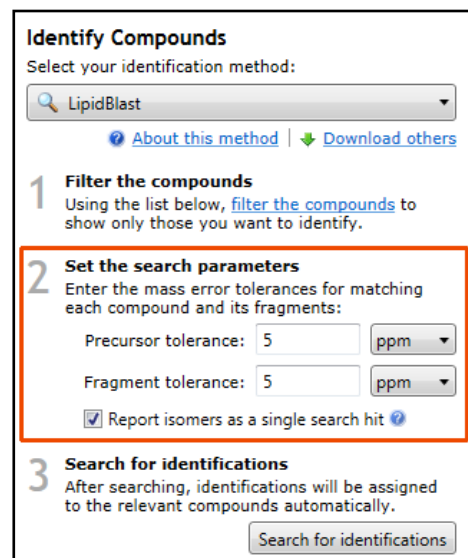 Identify Compounds
Select your identification method:
LipidBlast
About this method | Download others
1 Filter the compounds
Using the list below, filter the compounds to
show only those you want to identify.
2 Set the search parameters
Enter the mass error tolerances for matching
each compound and its fragments:
Precursor tolerance: 5 ppm
Fragment tolerance: 5 ppm
Report isomers as a single search hit ?
3 Search for identifications
After searching, identifications will be assigned
to the relevant compounds automatically.
Search for identifications